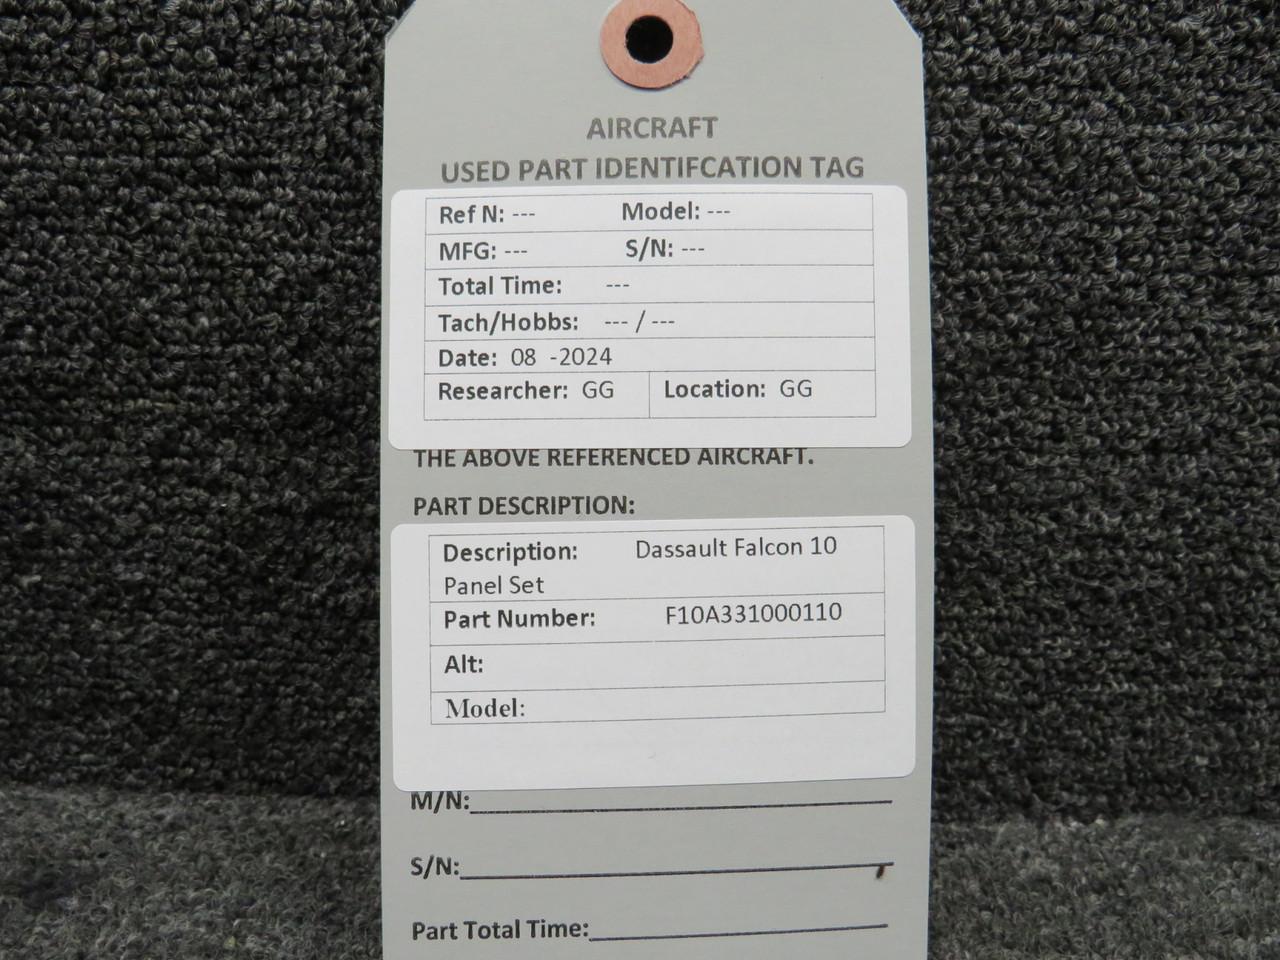 AIRCRAFT
USED PART IDENTIFCATION TAG
Ref N: --- Model: ---
MFG: --- S/N: ---
Total Time: ---
Tach/Hobbs: --- / ---
Date: 08 -2024
Researcher: GG Location: GG
THE ABOVE REFERENCED AIRCRAFT.
PART DESCRIPTION:
Description: Dassault Falcon 10
Panel Set
Part Number: F10A331000110
Alt:
Model:
M/N:
S/N:
Part Total Time: